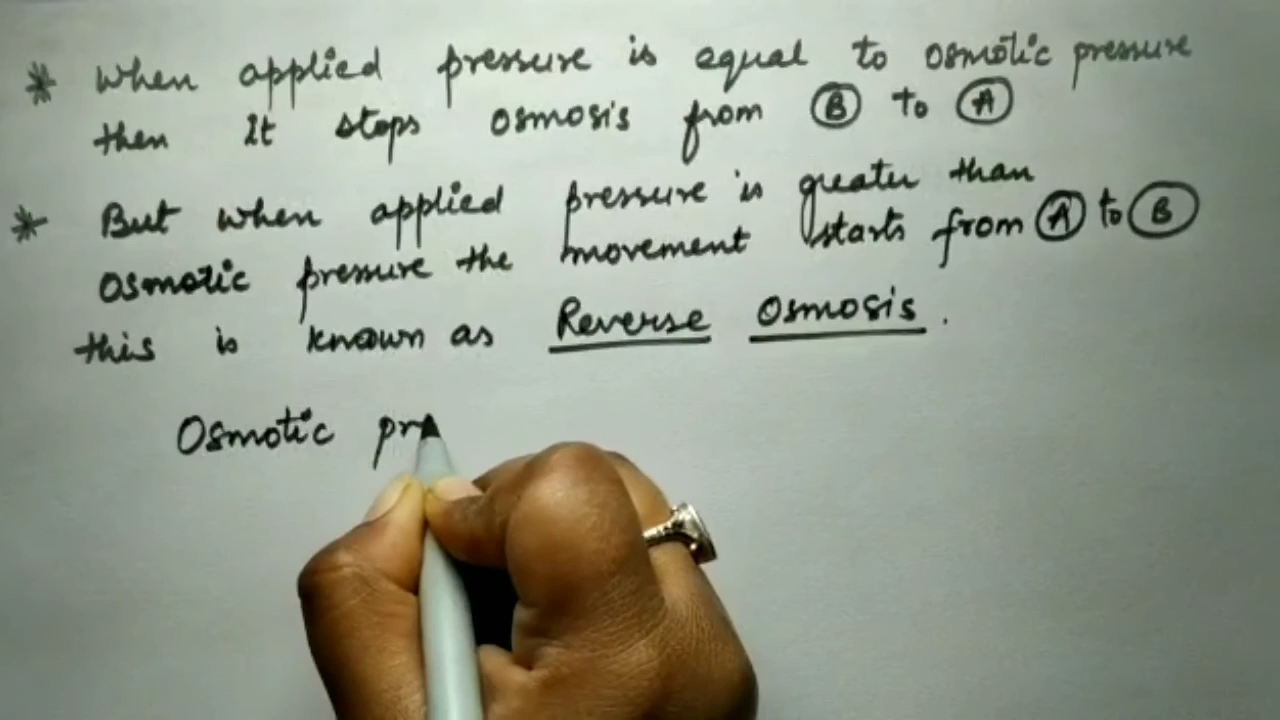 * When applied pressure is equal to osmotic pressure
then it stops osmosis from B to A
* But when applied pressure is greater than
osmotic pressure the movement starts from A to B
this is known as Reverse Osmosis.
Osmotic pr